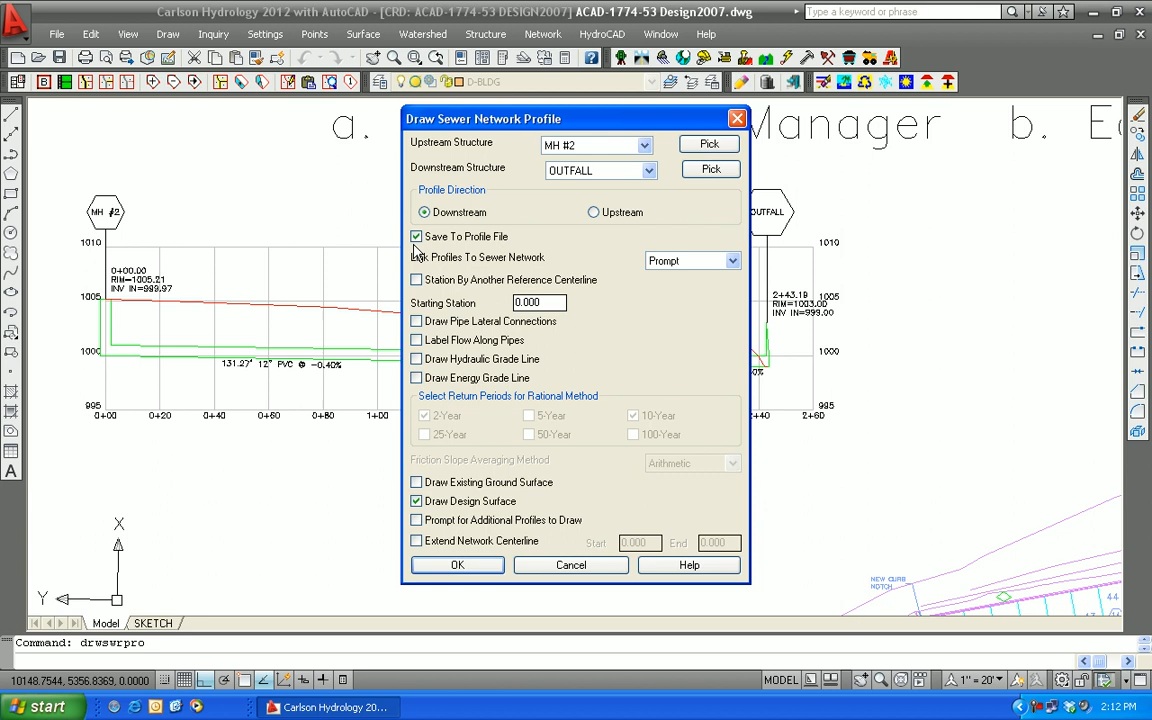 Carlson Hydrology 2012 with AutoCAD - [CRD: ACAD-1774-53 DESIGN2007] ACAD-1774-53 Design2007.dwg
Type a keyword or phrase
File Edit View Draw Inquiry Settings Points Surface Watershed Structure Network HydroCAD Window Help
D-BLDG
a.
Manager b.
Draw Sewer Network Profile
Upstream Structure MH #2 Pick
Downstream Structure OUTFALL Pick
Profile Direction
Downstream Upstream
Save To Profile File
Profiles To Sewer Network Prompt
Station By Another Reference Centerline
Starting Station 0.000
Draw Pipe Lateral Connections
Label Flow Along Pipes
Draw Hydraulic Grade Line
Draw Energy Grade Line
Select Return Periods for Rational Method
2-Year 5-Year 10-Year
25-Year 50-Year 100-Year
Friction Slope Averaging Method Arithmetic
Draw Existing Ground Surface
Draw Design Surface
Prompt for Additional Profiles to Draw
Extend Network Centerline Start 0.000 End 0.000
OK Cancel Help
MH #2
1010
0+00.00
RIM=1005.21
INV IN=999.97
1005
1000
131.27' 12" PVC @ -0.40%
995
0+00 0+20 0+40 0+60 0+80 1+00
OUTFALL
1010
2+43.19
RIM=1003.00
INV IN=999.00
1005
1000
995
2+40 2+60
NEW CURB
NOTCH
44
X
Y
Model SKETCH
Command: drwswrpro
10148.7544, 5356.8369, 0.0000
MODEL
1" = 20'
start
Carlson Hydrology 20...
2:12 PM